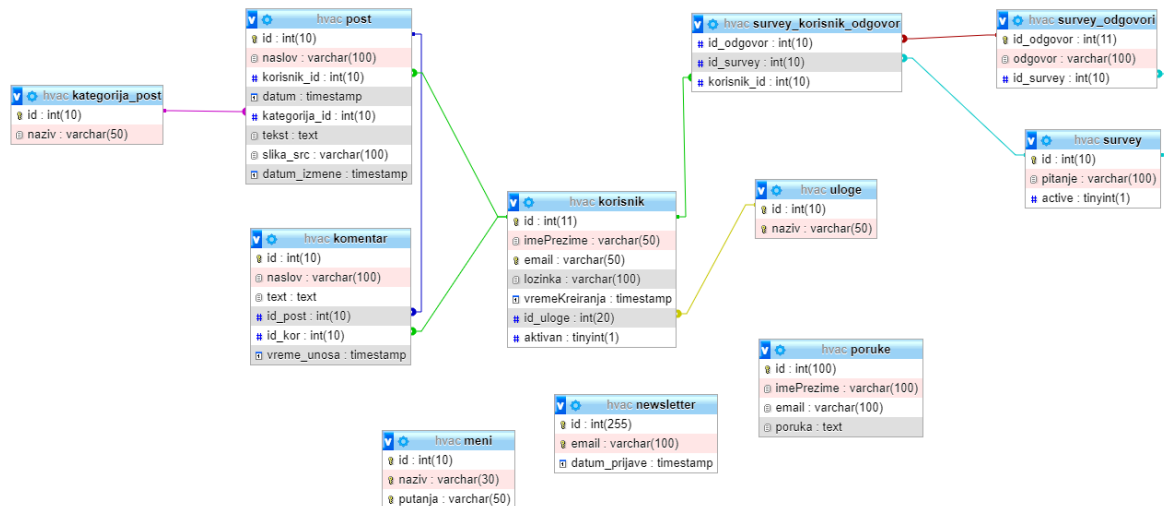 hvac kategorija_post
id : int(10)
naziv : varchar(50)
hvac post
id : int(10)
naslov : varchar(100)
korisnik_id : int(10)
datum : timestamp
kategorija_id : int(10)
tekst : text
slika_src : varchar(100)
datum_izmene : timestamp
hvac komentar
id : int(10)
naslov : varchar(100)
text : text
id_post : int(10)
id_kor : int(10)
vreme_unosa : timestamp
hvac korisnik
id : int(11)
imePrezime : varchar(50)
email : varchar(50)
lozinka : varchar(100)
vremeKreiranja : timestamp
id_uloge : int(20)
aktivan : tinyint(1)
hvac survey_korisnik_odgovor
id_odgovor : int(10)
id_survey : int(10)
korisnik_id : int(10)
hvac survey_odgovori
id_odgovor : int(11)
odgovor : varchar(100)
id_survey : int(10)
hvac survey
id : int(10)
pitanje : varchar(100)
active : tinyint(1)
hvac uloge
id : int(10)
naziv : varchar(50)
hvac poruke
id : int(100)
imePrezime : varchar(100)
email : varchar(100)
poruka : text
hvac newsletter
id : int(255)
email : varchar(100)
datum_prijave : timestamp
hvac meni
id : int(10)
naziv : varchar(30)
putanja : varchar(50)